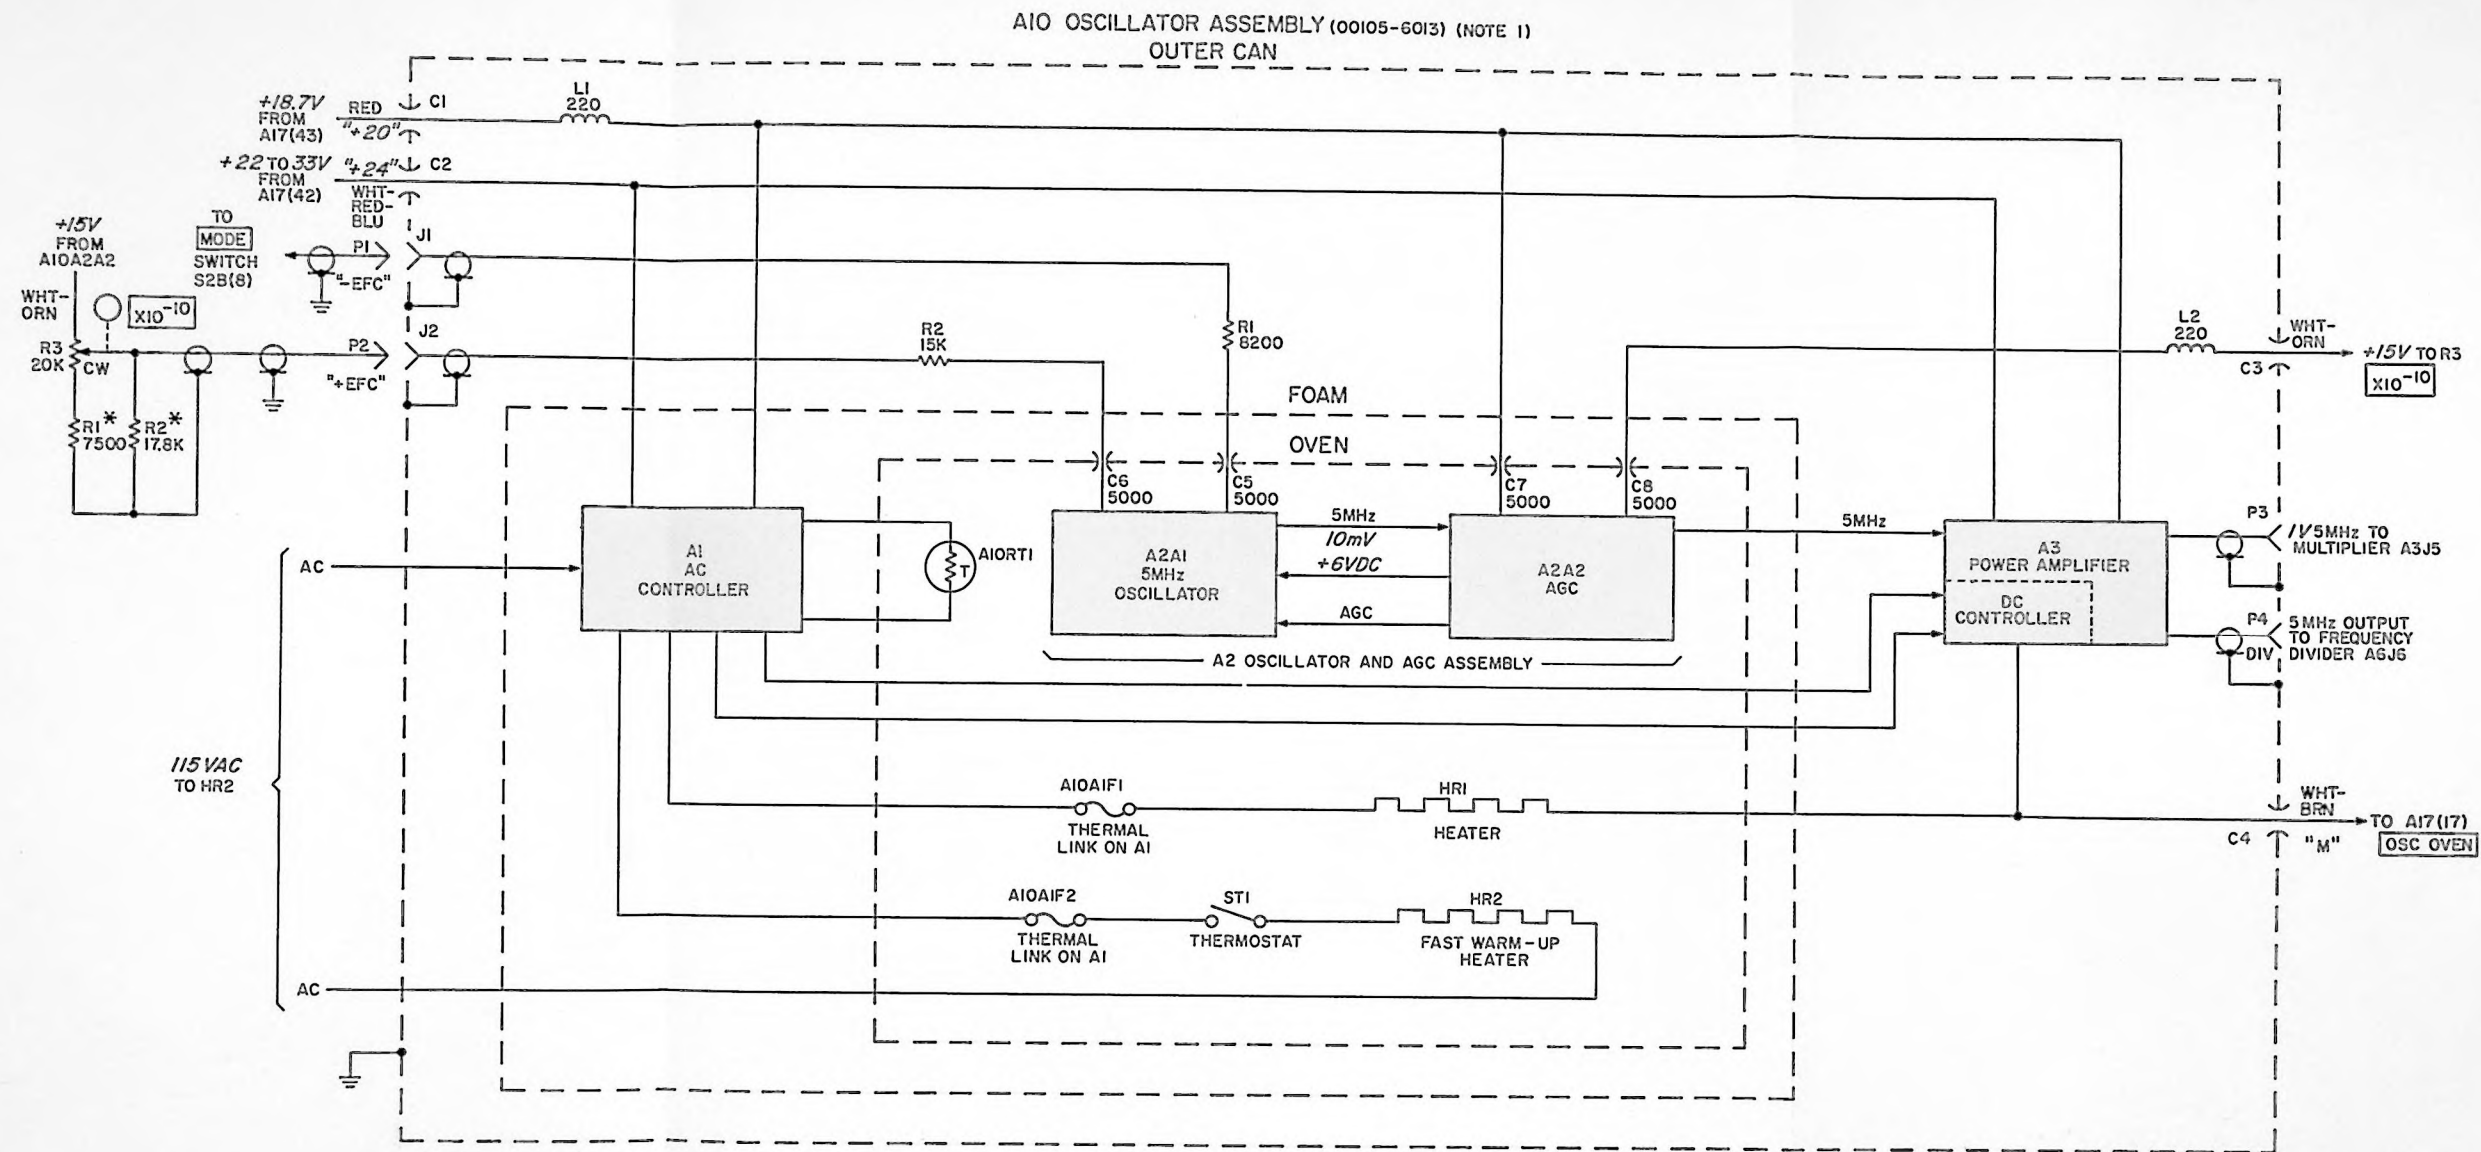 A10 OSCILLATOR ASSEMBLY (00105-6013) (NOTE 1)
OUTER CAN
+18.7V
FROM
A17(43)
RED
"+20"
C1
L1
220
+22 TO 33V
FROM
A17(42)
"+24"
WHT-
RED-
BLU
C2
+15V
FROM
A10A2A2
WHT-
ORN
X10-10
R3
20K
CW
R1*
7500
R2*
17.8K
TO
MODE
SWITCH
S2B(8)
P1
"-EFC"
J1
P2
"+EFC"
J2
R2
15K
R1
8200
L2
220
WHT-
ORN
C3
+15V TO R3
X10-10
FOAM
OVEN
C6
5000
C5
5000
C7
5000
C8
5000
AC
A1
AC
CONTROLLER
A10RT1
T
A2A1
5MHz
OSCILLATOR
5MHz
10mV
+6VDC
AGC
A2A2
AGC
A2 OSCILLATOR AND AGC ASSEMBLY
5MHz
A3
POWER AMPLIFIER
DC
CONTROLLER
P3
1V 5MHz TO
MULTIPLIER A3J5
P4
DIV
5MHz OUTPUT
TO FREQUENCY
DIVIDER A6J6
115VAC
TO HR2
A10A1F1
THERMAL
LINK ON A1
HR1
HEATER
WHT-
BRN
C4
"M"
TO A17(17)
OSC OVEN
A10A1F2
THERMAL
LINK ON A1
ST1
THERMOSTAT
HR2
FAST WARM-UP
HEATER
AC